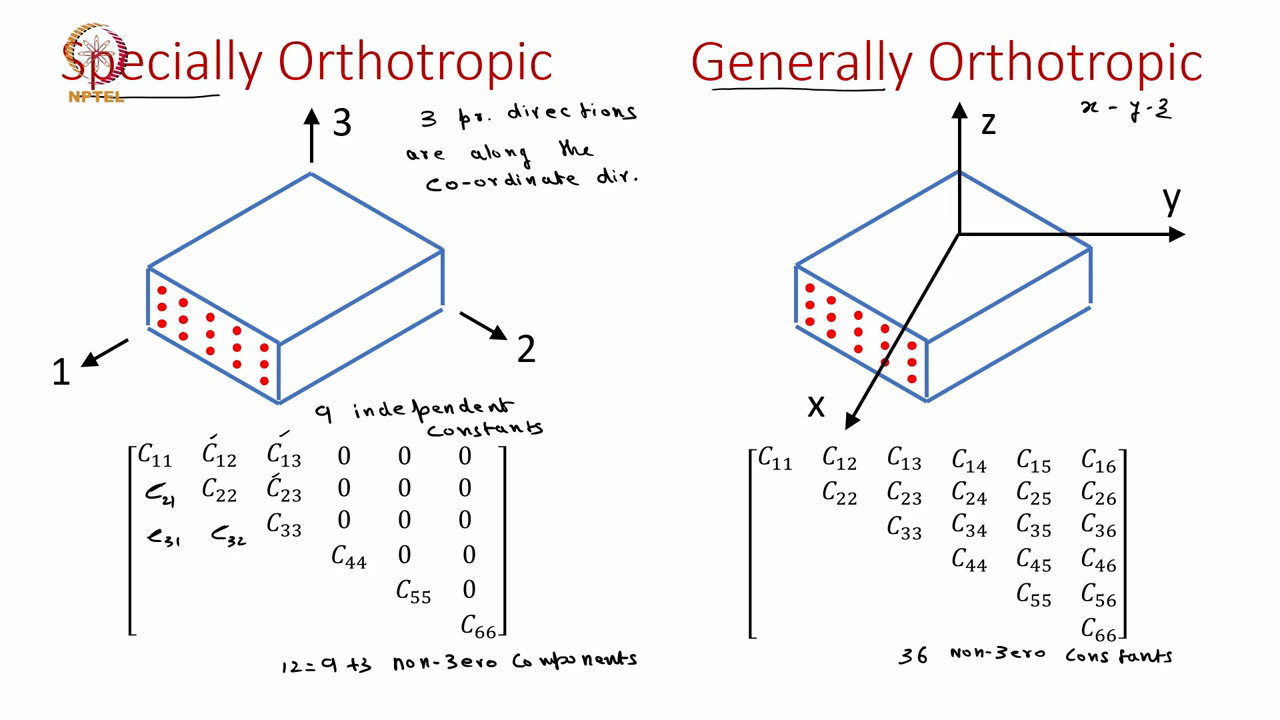 Specially Orthotropic
NPTEL
3 pr. directions
are along the
co-ordinate dir.
3
1
2
9 independent
constants
C11 C12 C13 0 0 0
C21 C22 C23 0 0 0
C31 C32 C33 0 0 0
C44 0 0
C55 0
C66
12 = 9 + 3 non-zero components
Generally Orthotropic
x - y - z
z
y
x
C11 C12 C13 C14 C15 C16
C22 C23 C24 C25 C26
C33 C34 C35 C36
C44 C45 C46
C55 C56
C66
36 non-zero constants